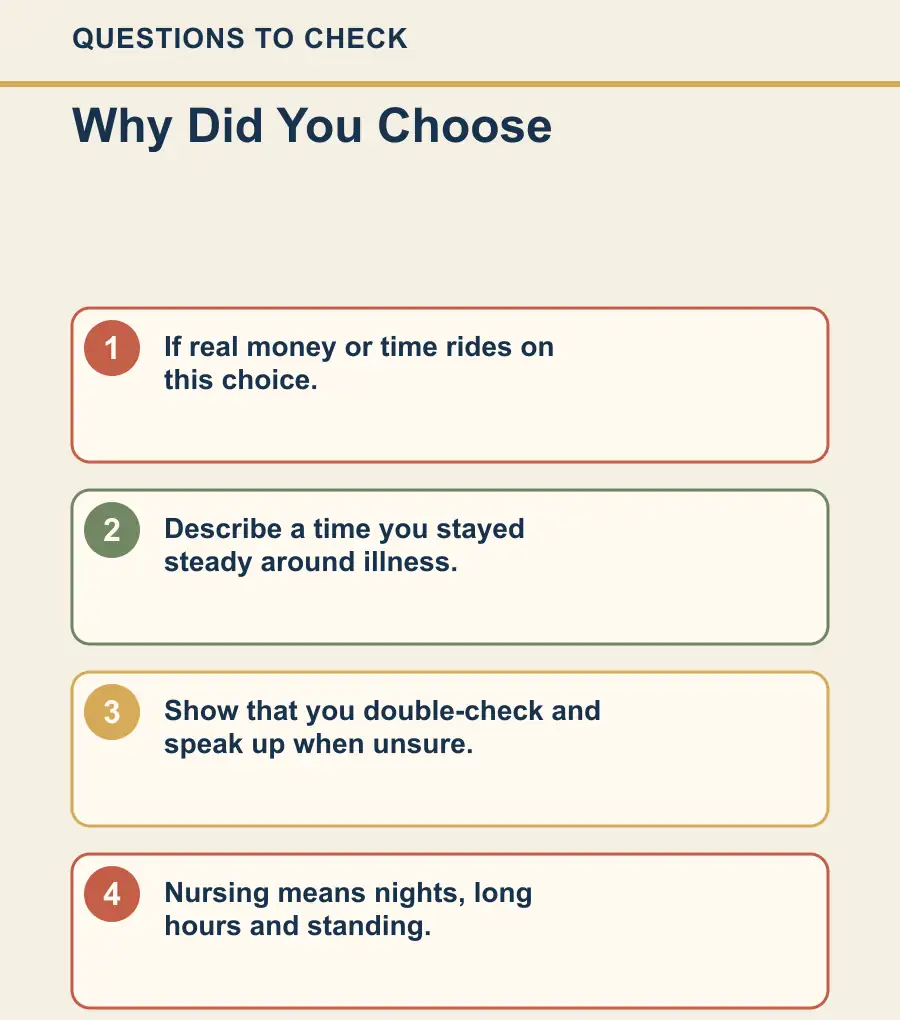 QUESTIONS TO CHECK
Why Did You Choose
1
If real money or time rides on
this choice.
2
Describe a time you stayed
steady around illness.
3
Show that you double-check and
speak up when unsure.
4
Nursing means nights, long
hours and standing.